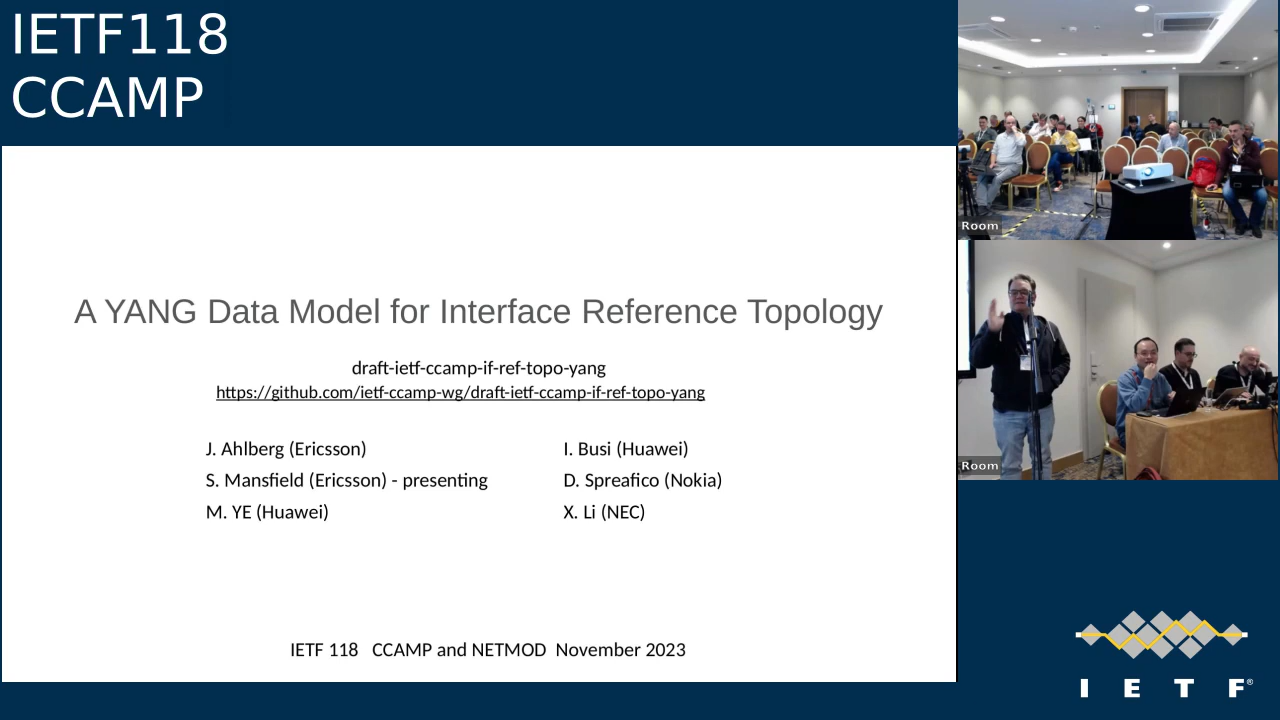 IETF118
CCAMP
A YANG Data Model for Interface Reference Topology
draft-ietf-ccamp-if-ref-topo-yang
https://github.com/ietf-ccamp-wg/draft-ietf-ccamp-if-ref-topo-yang
J. Ahlberg (Ericsson)
S. Mansfield (Ericsson) - presenting
M. YE (Huawei)
I. Busi (Huawei)
D. Spreafico (Nokia)
X. Li (NEC)
IETF 118 CCAMP and NETMOD November 2023
Room
Room
I E T F®